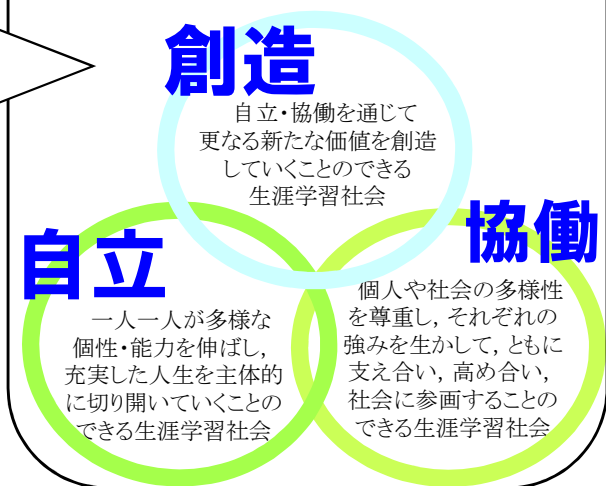 創造
自立・協働を通じて
更なる新たな価値を創造
していくことのできる
生涯学習社会
自立
一人一人が多様な
個性・能力を伸ばし，
充実した人生を主体的
に切り開いていくことの
できる生涯学習社会
協働
個人や社会の多様性
を尊重し，それぞれの
強みを生かして，ともに
支え合い，高め合い，
社会に参画することの
できる生涯学習社会